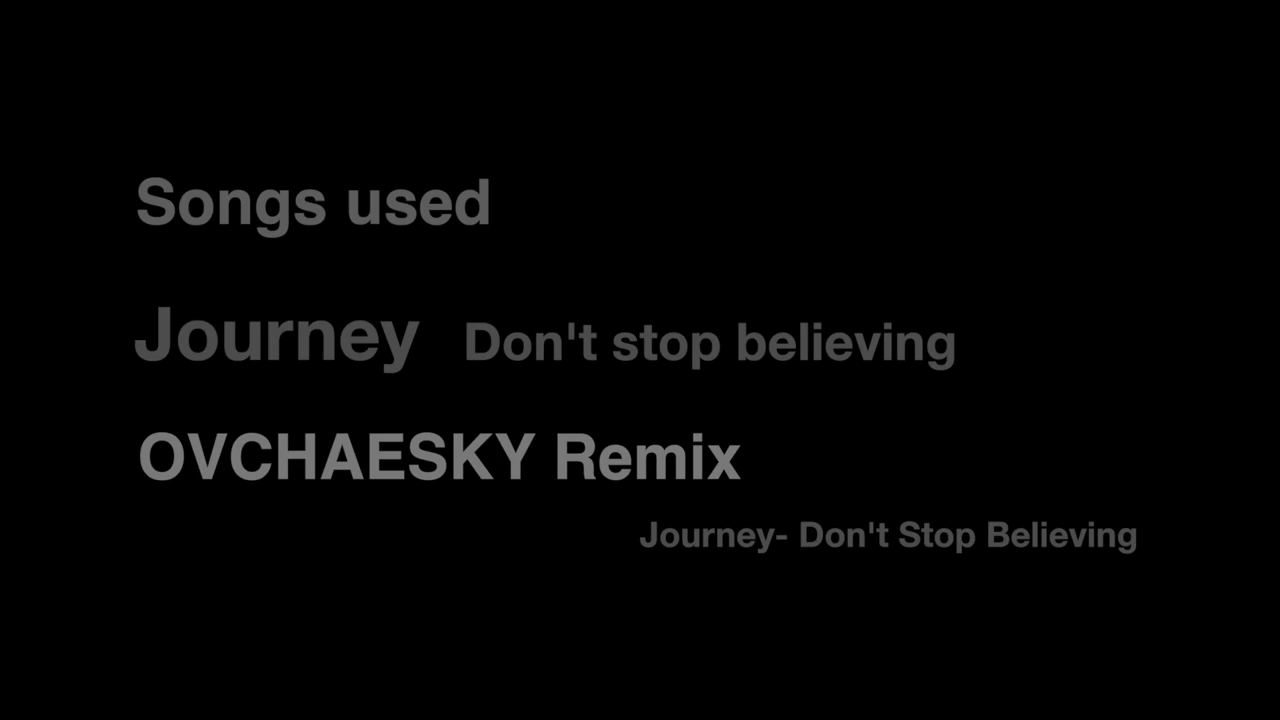 Songs used
Journey Don't stop believing
OVCHAESKY Remix
Journey- Don't Stop Believing